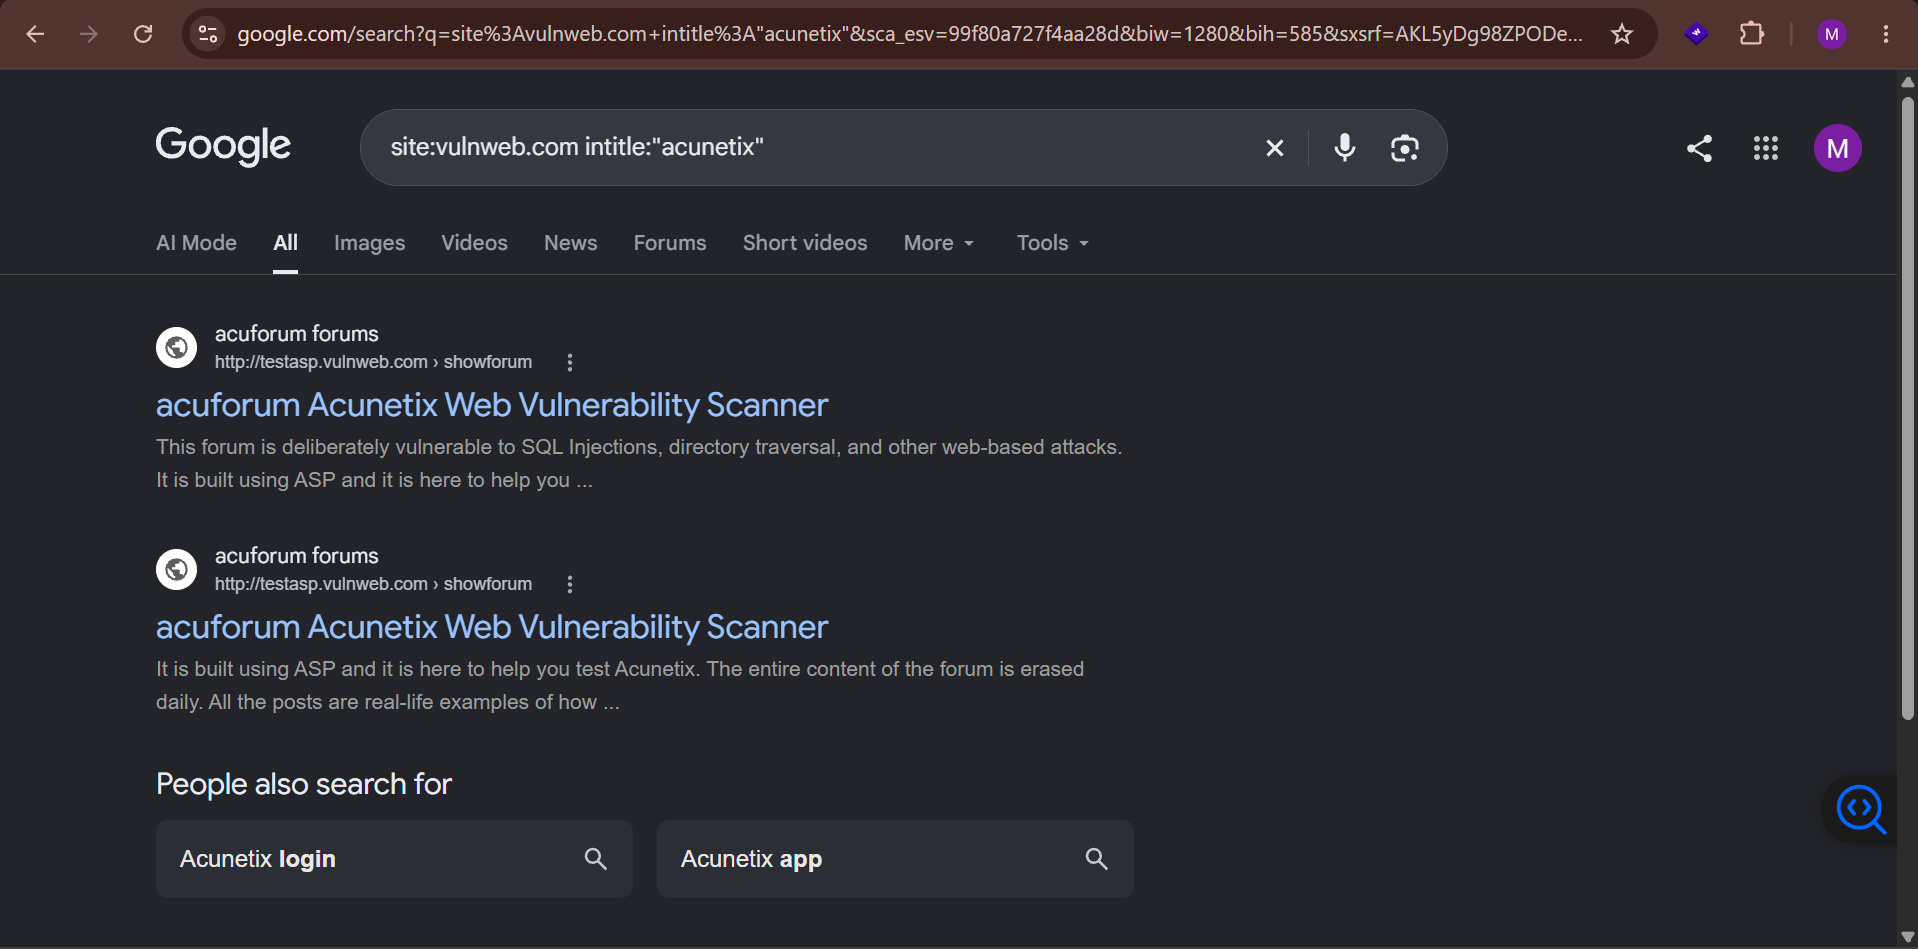 google.com/search?q=site%3Avulnweb.com+intitle%3A"acunetix"&sca_esv=99f80a727f4aa28d&biw=1280&bih=585&sxsrf=AKL5yDg98ZPODe...
M
Google
site:vulnweb.com intitle:"acunetix"
M
AI Mode All Images Videos News Forums Short videos More Tools
acuforum forums
http://testasp.vulnweb.com › showforum
acuforum Acunetix Web Vulnerability Scanner
This forum is deliberately vulnerable to SQL Injections, directory traversal, and other web-based attacks.
It is built using ASP and it is here to help you ...
acuforum forums
http://testasp.vulnweb.com › showforum
acuforum Acunetix Web Vulnerability Scanner
It is built using ASP and it is here to help you test Acunetix. The entire content of the forum is erased
daily. All the posts are real-life examples of how ...
People also search for
Acunetix login
Acunetix app